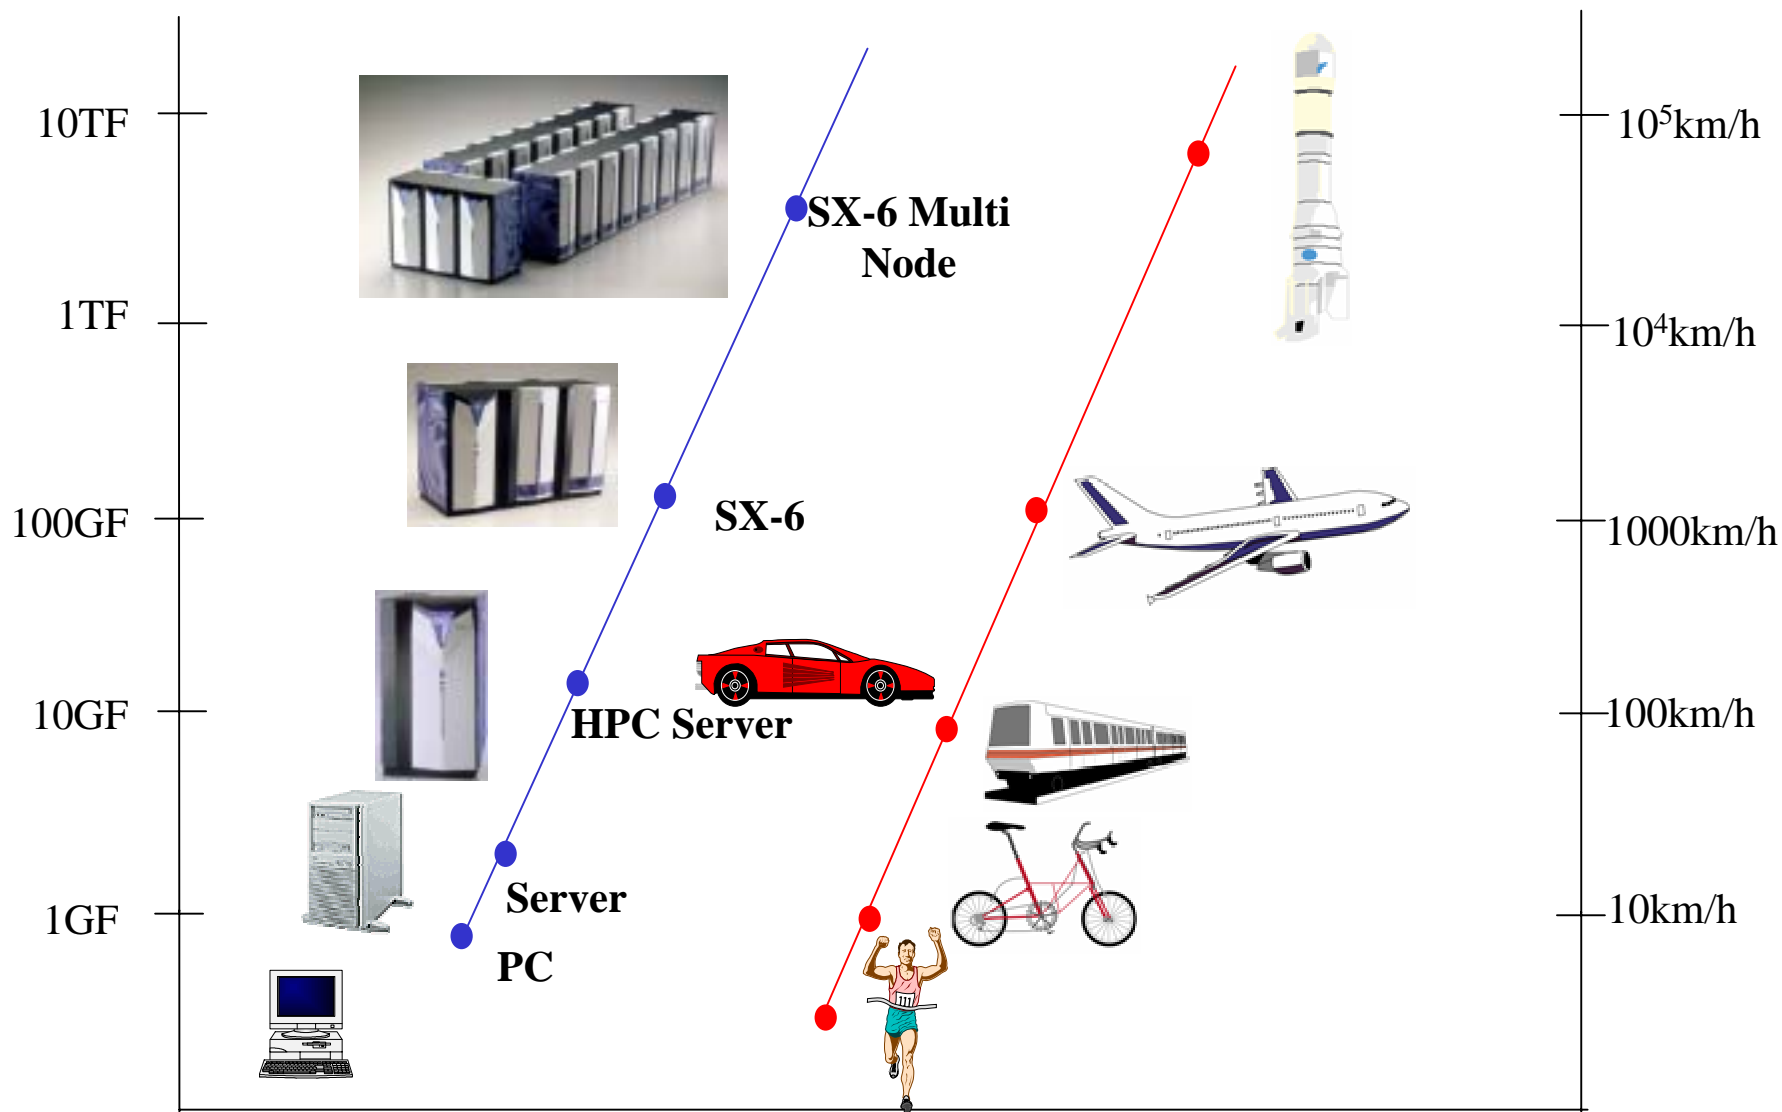 10TF
10⁵km/h
SX-6 Multi
Node
1TF
10⁴km/h
100GF
SX-6
1000km/h
10GF
HPC Server
100km/h
Server
1GF
10km/h
PC
111